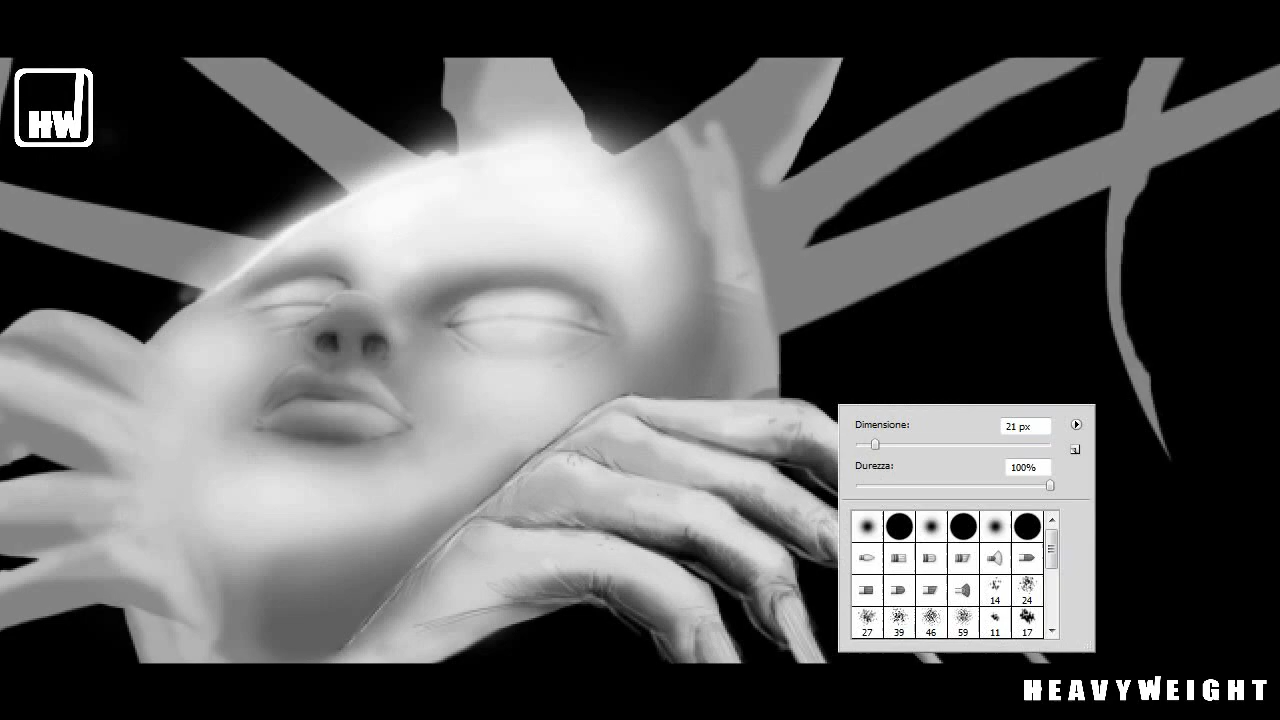 HW
Dimensione:
21 px
Durezza:
100%
14
24
27
39
46
59
11
17
HEAVYWEIGHT